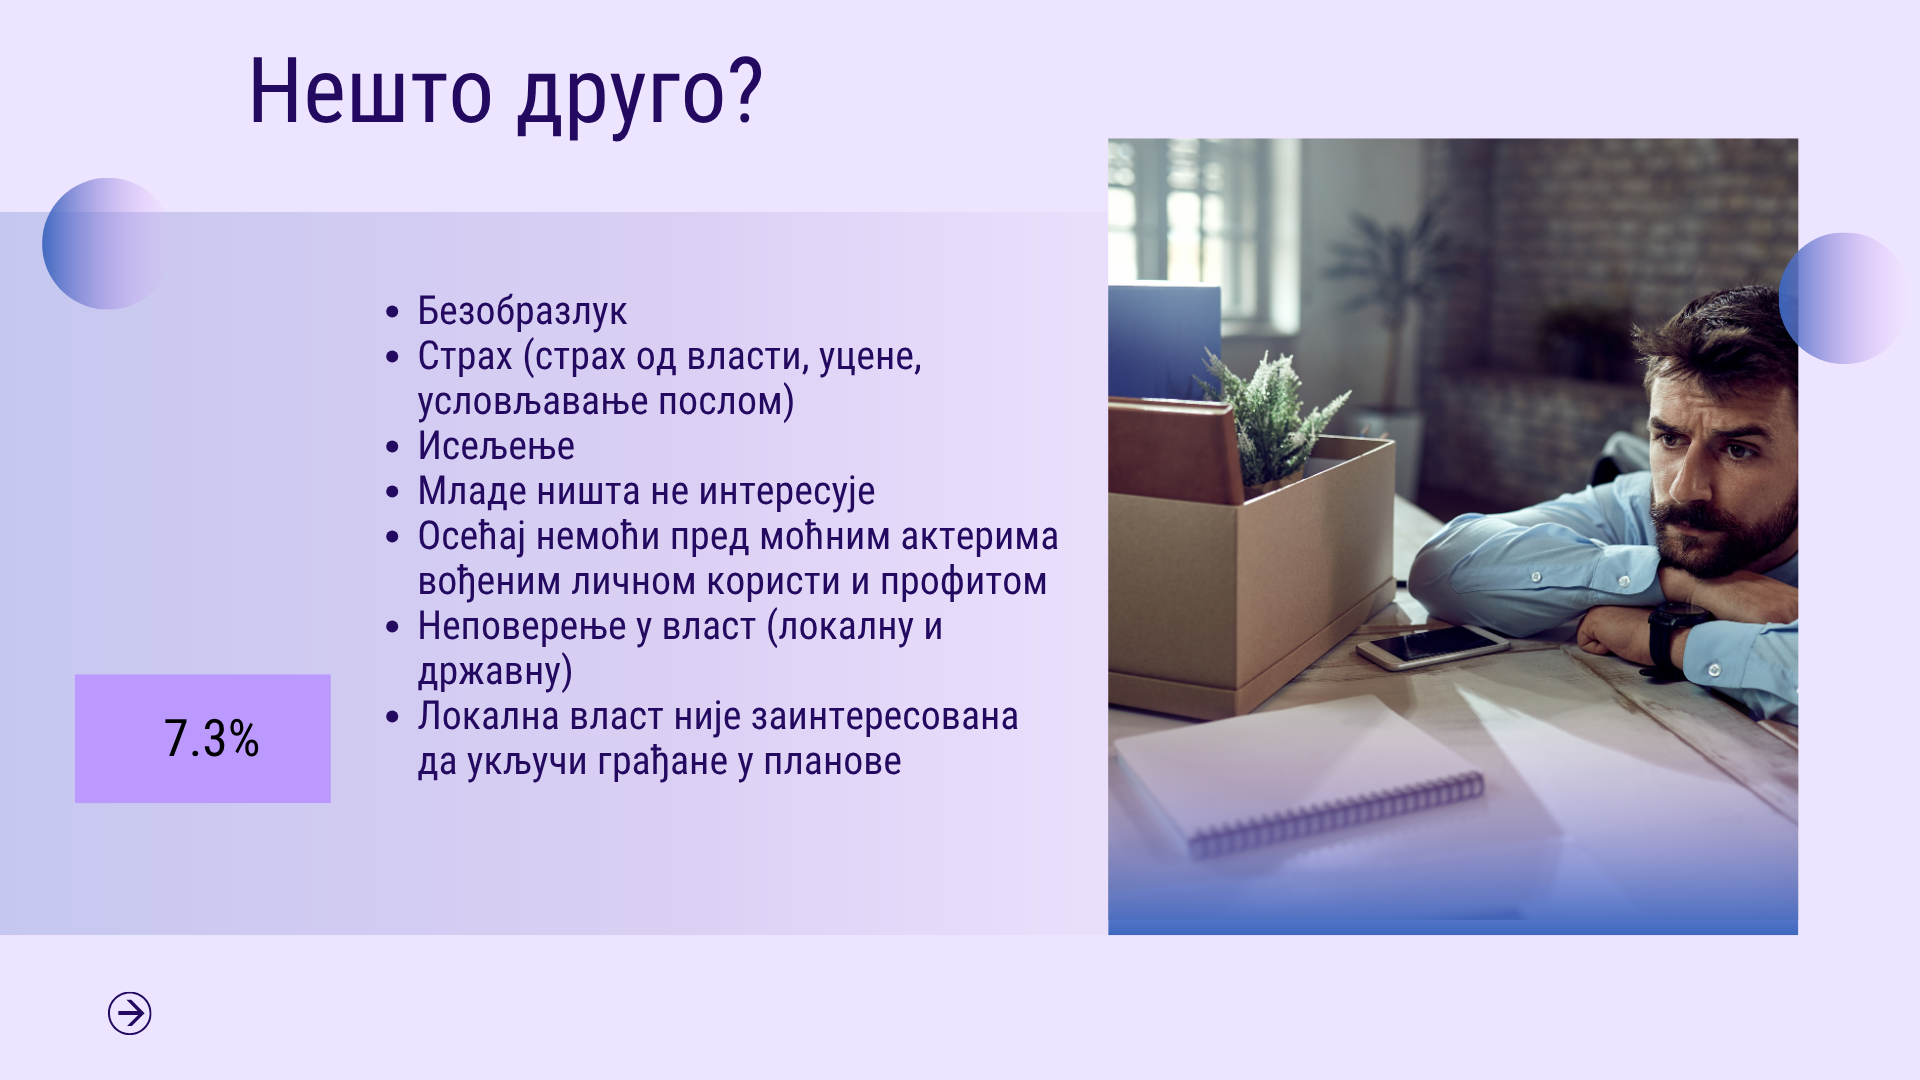 Нешто друго?
Безобразлук
Страх (страх од власти, уцене,
условљавање послом)
Исељење
Младе ништа не интересује
Осећај немоћи пред моћним актерима
вођеним личном користи и профитом
Неповерење у власт (локалну и
државну)
Локална власт није заинтересована
да укључи грађане у планове
7.3%